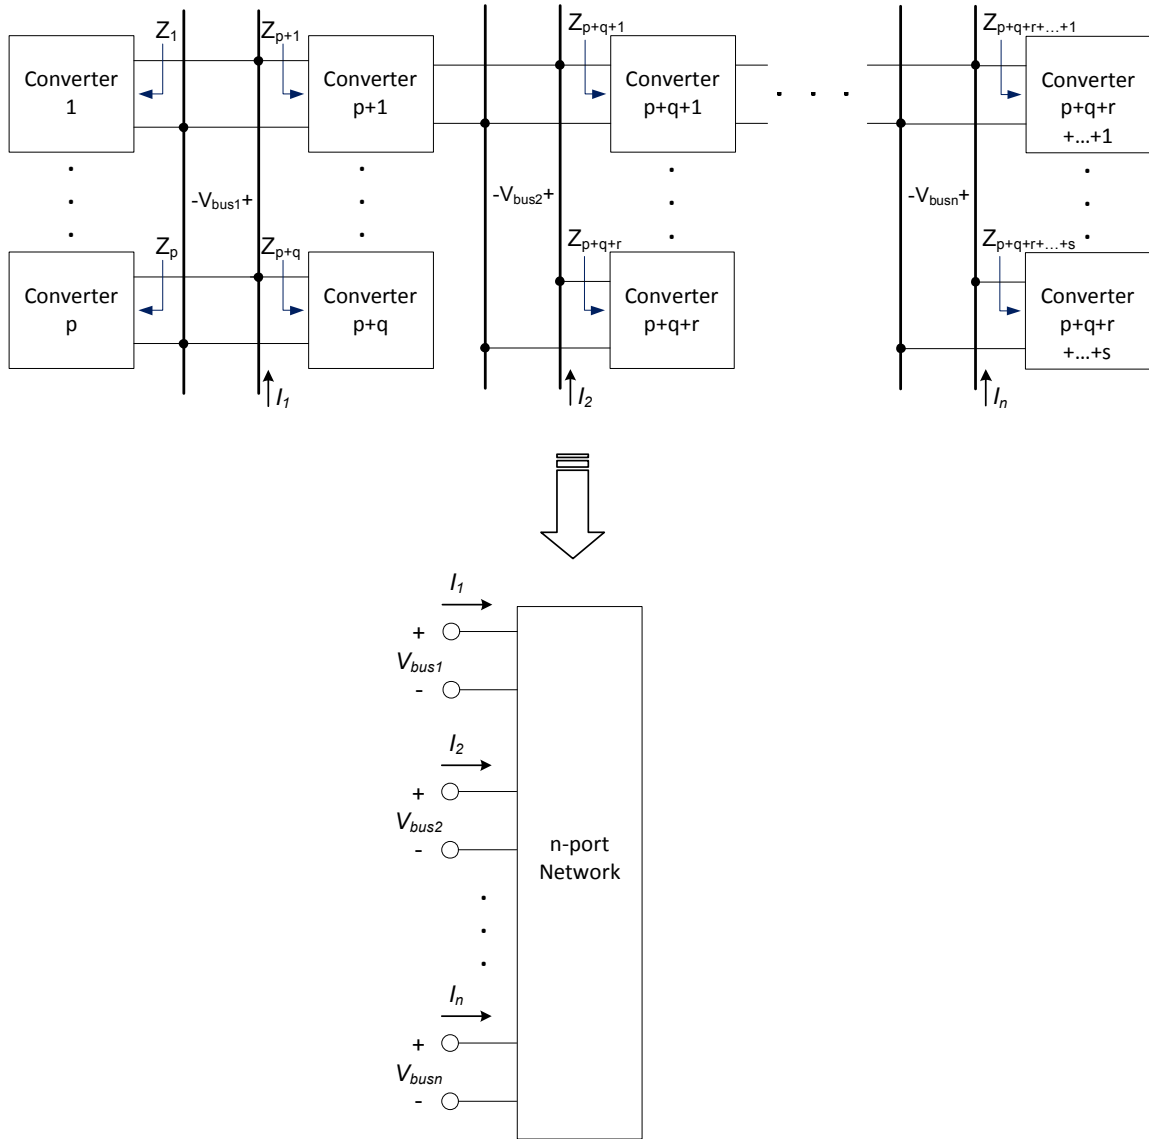 Z1
Zp+1
Zp+q+1
Zp+q+r+...+1
Converter
1
Converter
p+1
Converter
p+q+1
. . .
Converter
p+q+r
+...+1
-Vbus1+
-Vbus2+
-Vbusn+
Zp
Zp+q
Zp+q+r
Zp+q+r+...+s
Converter
p
Converter
p+q
Converter
p+q+r
Converter
p+q+r
+...+s
I1
I2
In
I1
+
Vbus1
-
I2
+
Vbus2
-
n-port
Network
In
+
Vbusn
-